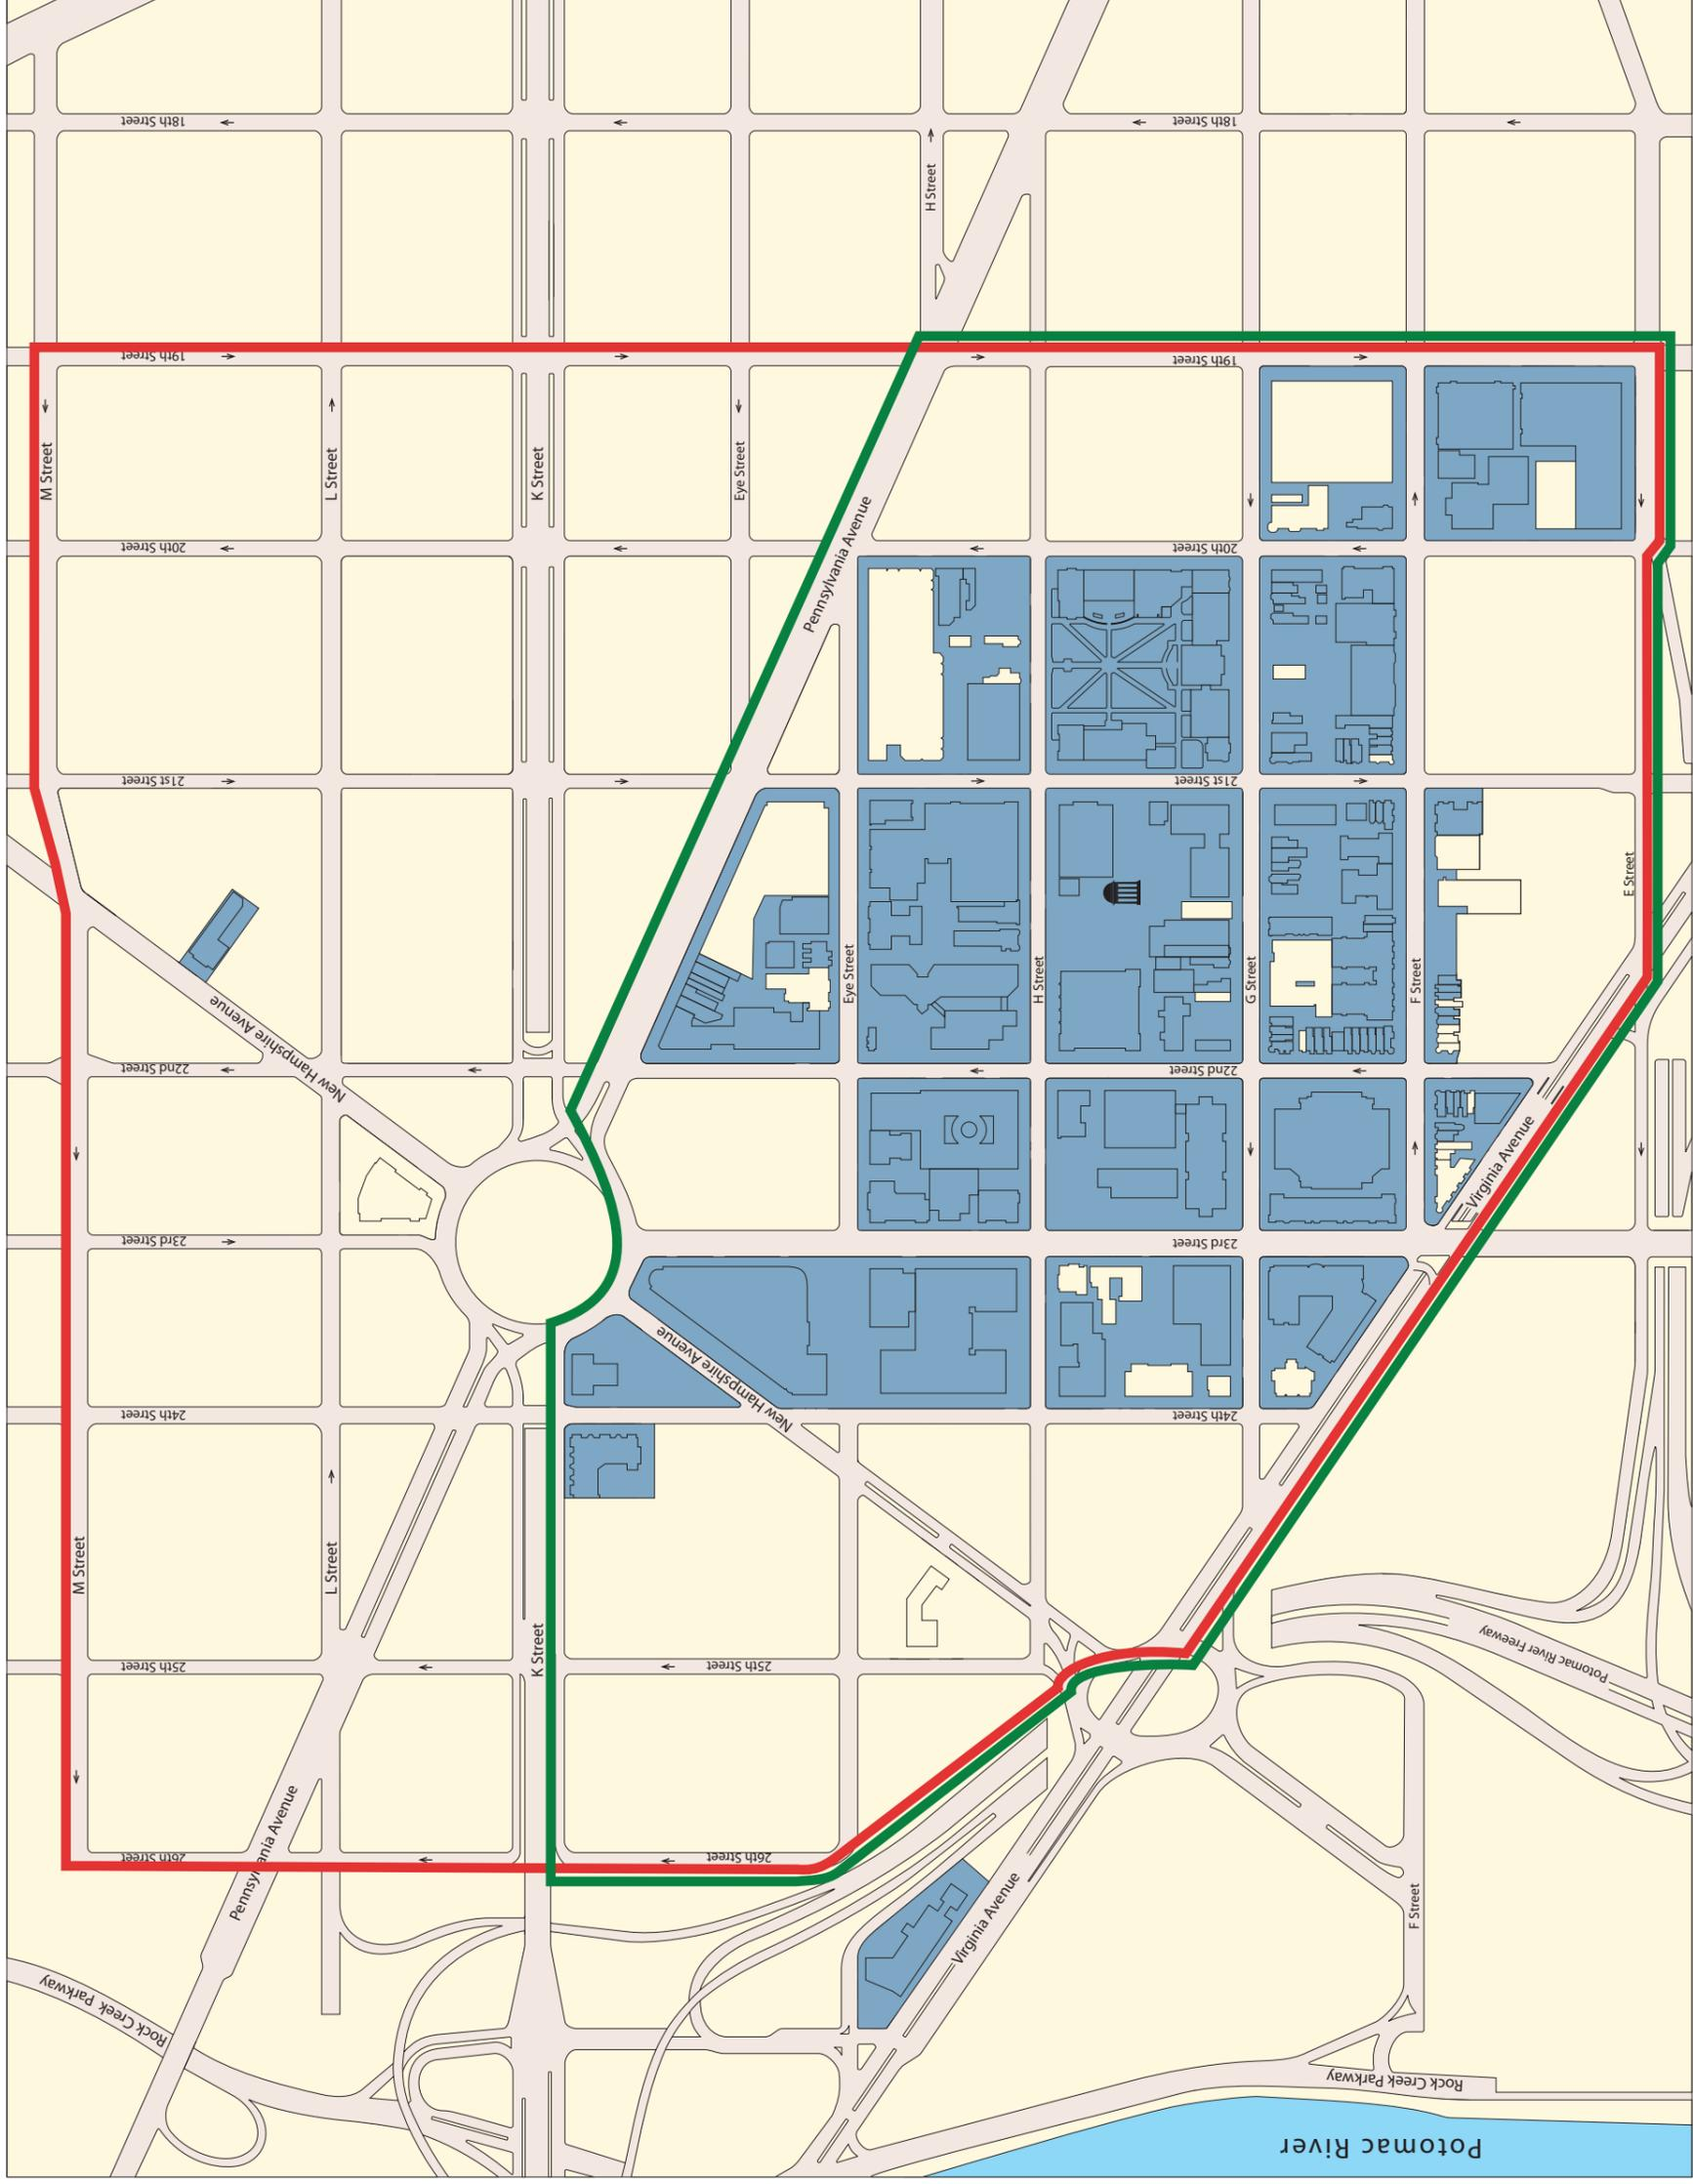 18th Street
18th Street
H Street
19th Street
19th Street
M Street
L Street
K Street
Eye Street
Pennsylvania Avenue
20th Street
20th Street
21st Street
21st Street
E Street
New Hampshire Avenue
Eye Street
H Street
G Street
F Street
22nd Street
22nd Street
Virginia Avenue
23rd Street
23rd Street
New Hampshire Avenue
24th Street
24th Street
M Street
L Street
K Street
Potomac River Freeway
25th Street
25th Street
Pennsylvania Avenue
26th Street
26th Street
Virginia Avenue
F Street
Rock Creek Parkway
Rock Creek Parkway
Potomac River